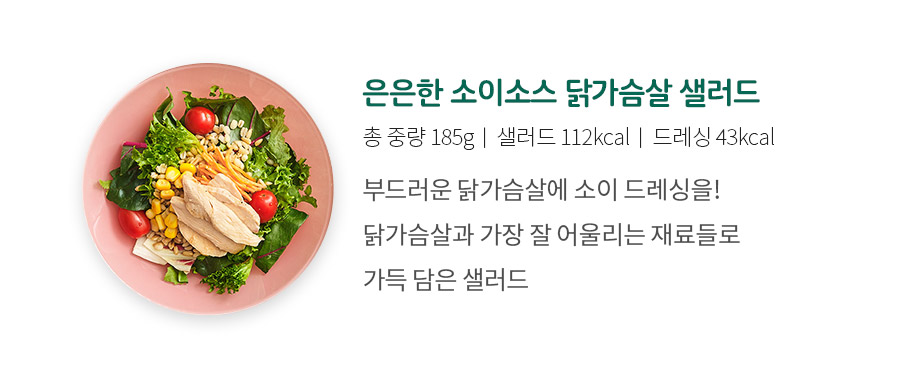 은은한 소이소스 닭가슴살 샐러드
총 중량 185g | 샐러드 112kcal | 드레싱 43kcal
부드러운 닭가슴살에 소이 드레싱을!
닭가슴살과 가장 잘 어울리는 재료들로
가득 담은 샐러드